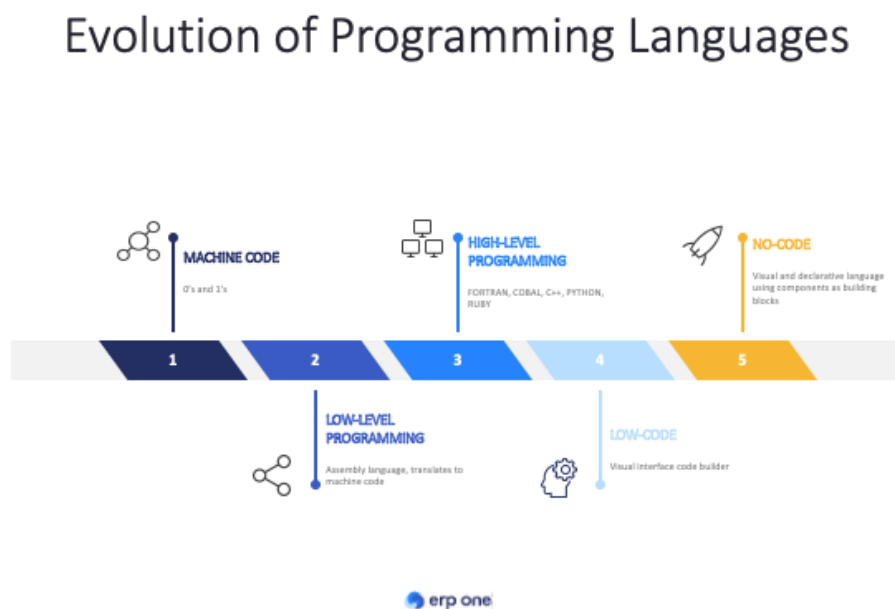 Evolution of Programming Languages
MACHINE CODE
0's and 1's
HIGH-LEVEL
PROGRAMMING
FORTRAN, COBAL, C++, PYTHON,
RUBY
NO-CODE
Visual and declarative language
using components as building
blocks
1
2
3
4
5
LOW-LEVEL
PROGRAMMING
Assembly language, translates to
machine code
LOW-CODE
Visual interface code builder
erp one